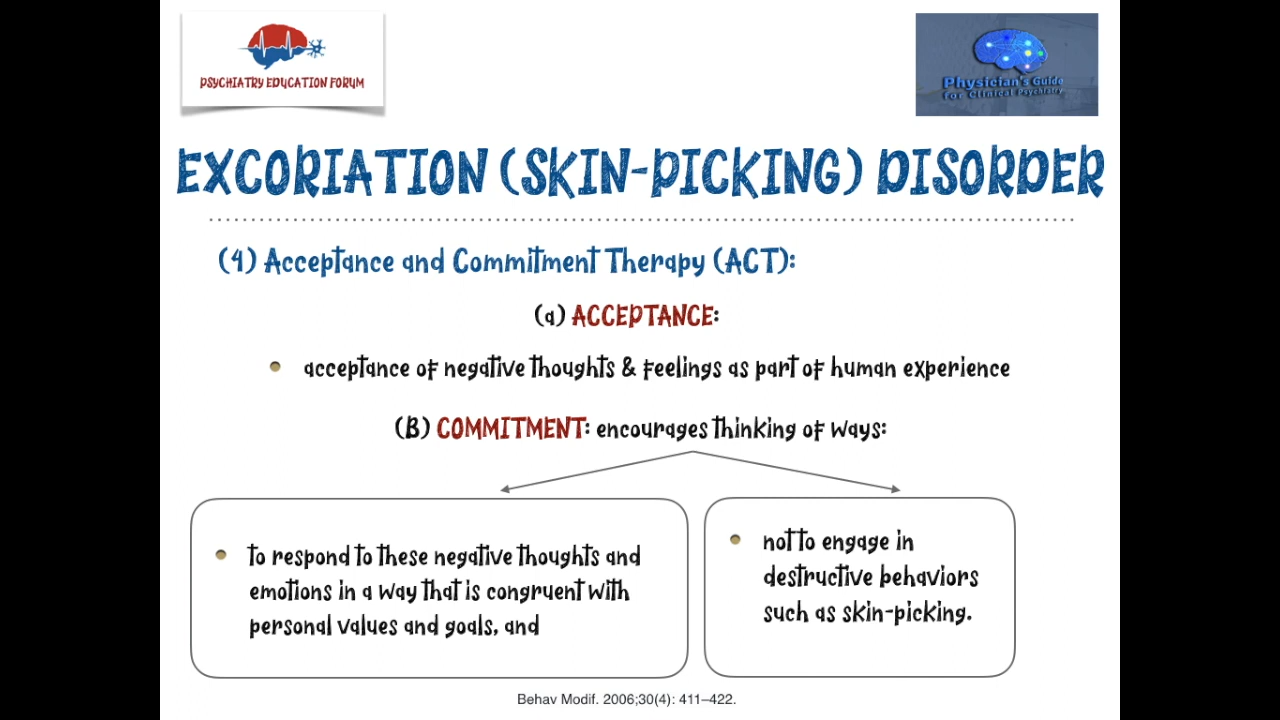 PSYCHIATRY EDUCATION FORUM
Physician's Guide
For Clinical Psychiatry
EXCORIATION (SKIN-PICKING) DISORDER
(4) Acceptance and Commitment Therapy (ACT):
(a) ACCEPTANCE:
acceptance of negative thoughts & feelings as part of human experience
(B) COMMITMENT: encourages thinking of ways:
to respond to these negative thoughts and
emotions in a way that is congruent with
personal values and goals, and
not to engage in
destructive behaviors
such as skin-picking.
Behav Modif. 2006;30(4): 411–422.